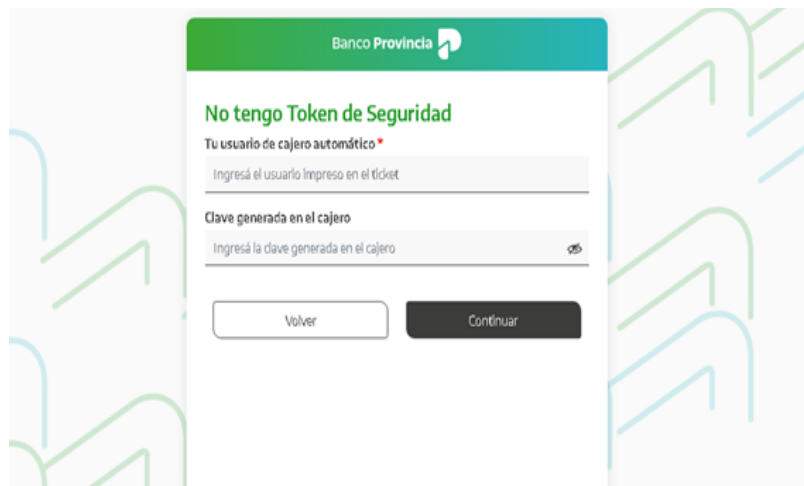 Banco Provincia
No tengo Token de Seguridad
Tu usuario de cajero automático *
Ingresá el usuario impreso en el ticket
Clave generada en el cajero
Ingresá la clave generada en el cajero
Volver
Continuar